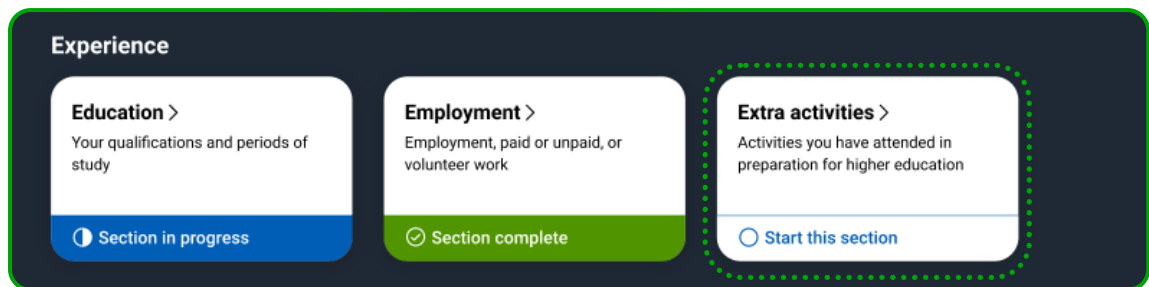 Experience
Education >
Your qualifications and periods of
study
Section in progress
Employment >
Employment, paid or unpaid, or
volunteer work
Section complete
Extra activities >
Activities you have attended in
preparation for higher education
Start this section